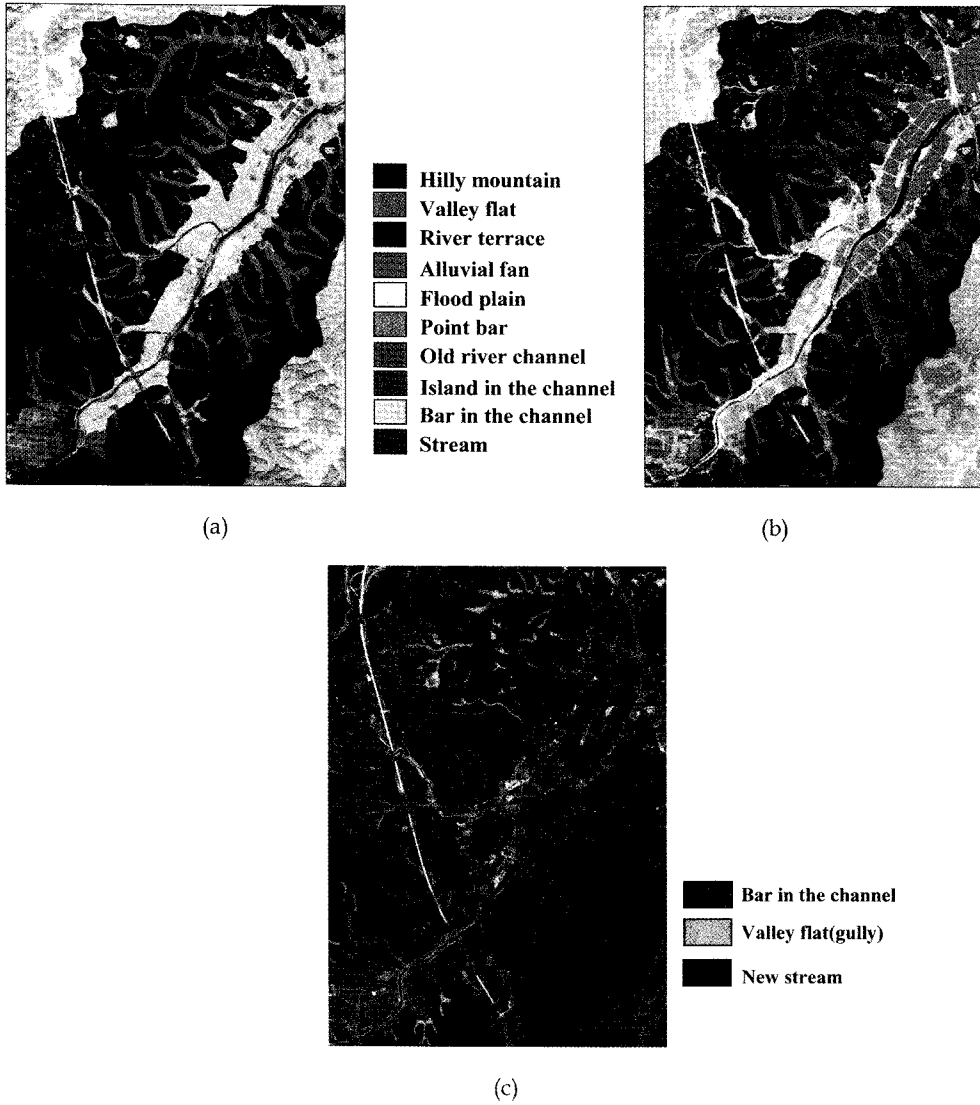 Hilly mountain
Valley flat
River terrace
Alluvial fan
Flood plain
Point bar
Old river channel
Island in the channel
Bar in the channel
Stream
(a)
(b)
Bar in the channel
Valley flat(gully)
New stream
(c)